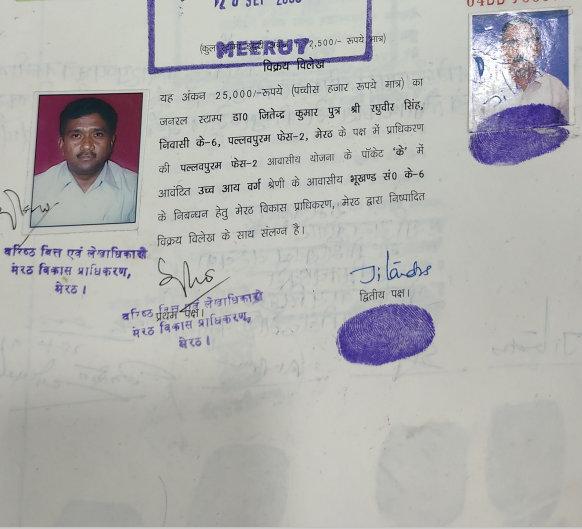 MEERUT
2,500/- रूपये मात्र)
विक्रय विलेख
यह अंकन 25,000/-रूपये (पच्चीस हजार रूपये मात्र) का
जनरल स्टाम्प डा0 जितेन्द्र कुमार पुत्र श्री रघुवीर सिंह,
निवासी के-6, पल्लवपुरम फेस-2, मेरठ के पक्ष में प्राधिकरण
की पल्लवपुरम फेस-2 आवासीय योजना के पॉकेट 'के' में
आवंटित उच्च आय वर्ग श्रेणी के आवासीय भूखण्ड सं0 के-6
के निबन्धन हेतु मेरठ विकास प्राधिकरण, मेरठ द्वारा निष्पादित
विक्रय विलेख के साथ संलग्न है।
वरिष्ठ वित्त एवं लेखाधिकारी
मेरठ विकास प्राधिकरण,
मेरठ।
द्वितीय पक्ष।
वरिष्ठ वित्त एवं लेखाधिकारी
प्रथम पक्ष।
मेरठ विकास प्राधिकरण,
मेरठ।